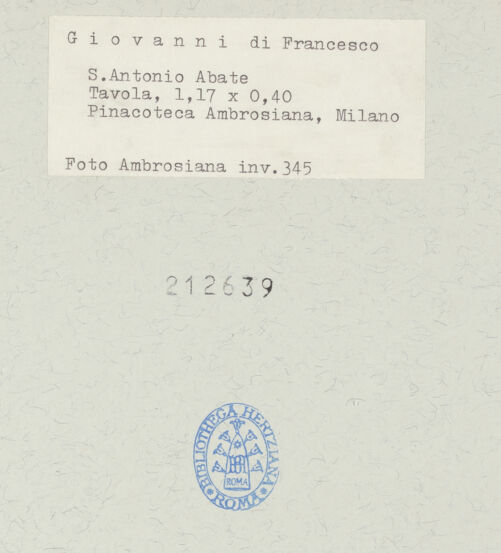 G i o v a n n i  di Francesco
S.Antonio Abate
Tavola, 1,17 x 0,40
Pinacoteca Ambrosiana, Milano
Foto Ambrosiana inv.345
212639
BIBLIOTHECA HERTZIANA
ROMA
ROMA